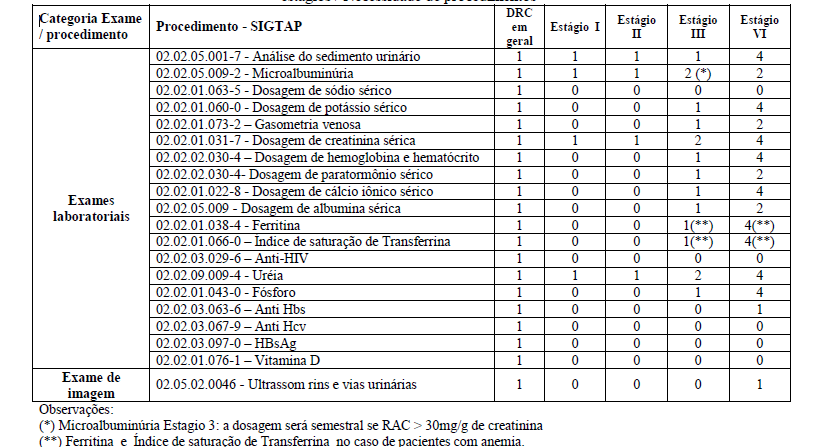 Categoria Exame / procedimento | Procedimento - SIGTAP | DRC em geral | Estágio I | Estágio II | Estágio III | Estágio VI
Exames laboratoriais
02.02.05.001-7 - Análise do sedimento urinário 1 1 1 1 4
02.02.05.009-2 - Microalbuminúria 1 1 1 2 (*) 2
02.02.01.063-5 - Dosagem de sódio sérico 1 0 0 0 0
02.02.01.060-0 - Dosagem de potássio sérico 1 0 0 1 4
02.02.01.073-2 – Gasometria venosa 1 0 0 1 2
02.02.01.031-7 - Dosagem de creatinina sérica 1 1 1 2 4
02.02.02.030-4 – Dosagem de hemoglobina e hematócrito 1 0 0 1 4
02.02.02.030-4- Dosagem de paratormônio sérico 1 0 0 1 2
02.02.01.022-8 - Dosagem de cálcio iônico sérico 1 0 0 1 4
02.02.05.009 - Dosagem de albumina sérica 1 0 0 1 2
02.02.01.038-4 - Ferritina 1 0 0 1(**) 4(**)
02.02.01.066-0 – Índice de saturação de Transferrina 1 0 0 1(**) 4(**)
02.02.03.029-6 – Anti-HIV 1 0 0 0 0
02.02.09.009-4 - Uréia 1 1 1 2 4
02.02.01.043-0 - Fósforo 1 0 0 1 4
02.02.03.063-6 – Anti Hbs 1 0 0 0 1
02.02.03.067-9 – Anti Hcv 1 0 0 0 0
02.02.03.097-0 – HBsAg 1 0 0 0 0
02.02.01.076-1 – Vitamina D 1 0 0 0 0
Exame de imagem
02.05.02.0046 - Ultrassom rins e vias urinárias 1 0 0 0 1
Observações:
(*) Microalbuminúria Estagio 3: a dosagem será semestral se RAC > 30mg/g de creatinina
(**) Ferritina e Índice de saturação de Transferrina no caso de pacientes com anemia.